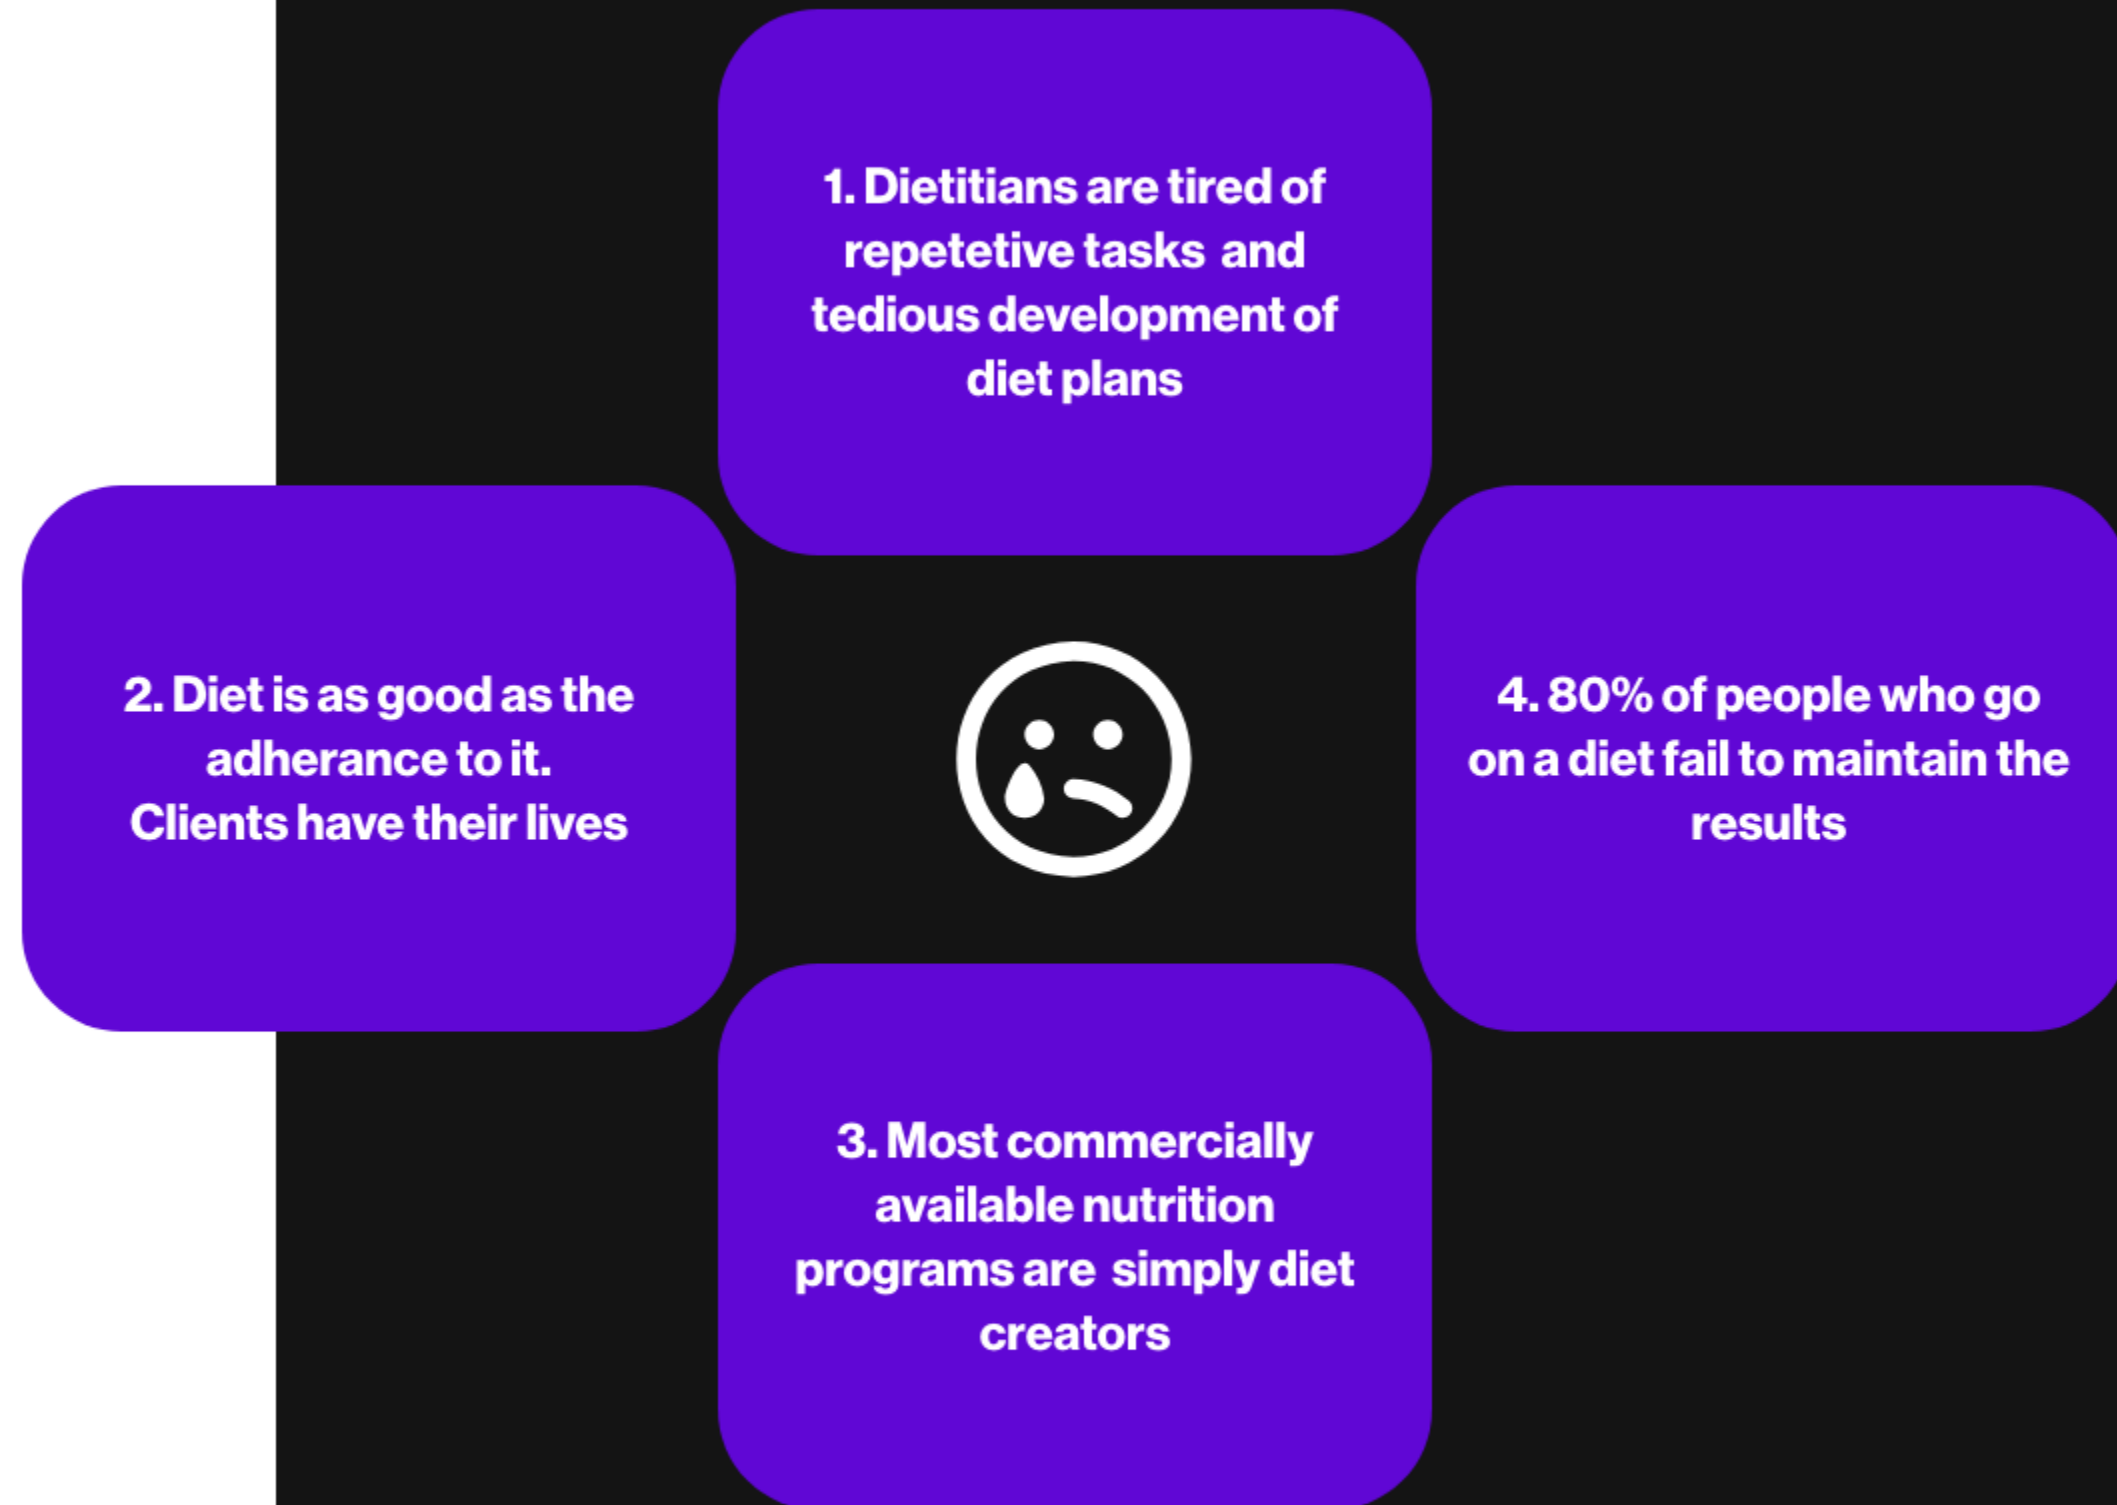 1. Dietitians are tired of
repetetive tasks and
tedious development of
diet plans
2. Diet is as good as the
adherance to it.
Clients have their lives
4. 80% of people who go
on a diet fail to maintain the
results
3. Most commercially
available nutrition
programs are simply diet
creators